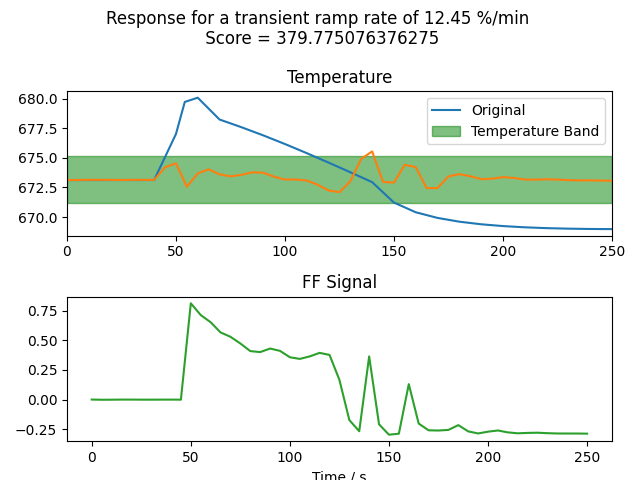 Response for a transient ramp rate of 12.45 %/min
Score = 379.775076376275
Temperature
680.0
677.5
675.0
672.5
670.0
Original
Temperature Band
0 50 100 150 200 250
FF Signal
0.75
0.50
0.25
0.00
−0.25
0 50 100 150 200 250
Time / s